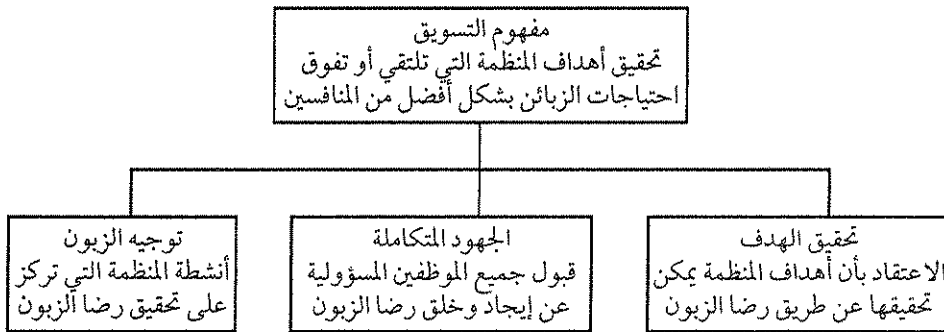 مفهوم التسويق
تحقيق أهداف المنظمة التي تلتقي أو تفوق
احتياجات الزبائن بشكل أفضل من المنافسين
تحقيق الهدف
الاعتقاد بأن أهداف المنظمة يمكن
تحقيقها عن طريق رضا الزبون
الجهود المتكاملة
قبول جميع الموظفين المسؤولية
عن إيجاد وخلق رضا الزبون
توجيه الزبون
أنشطة المنظمة التي تركز
على تحقيق رضا الزبون